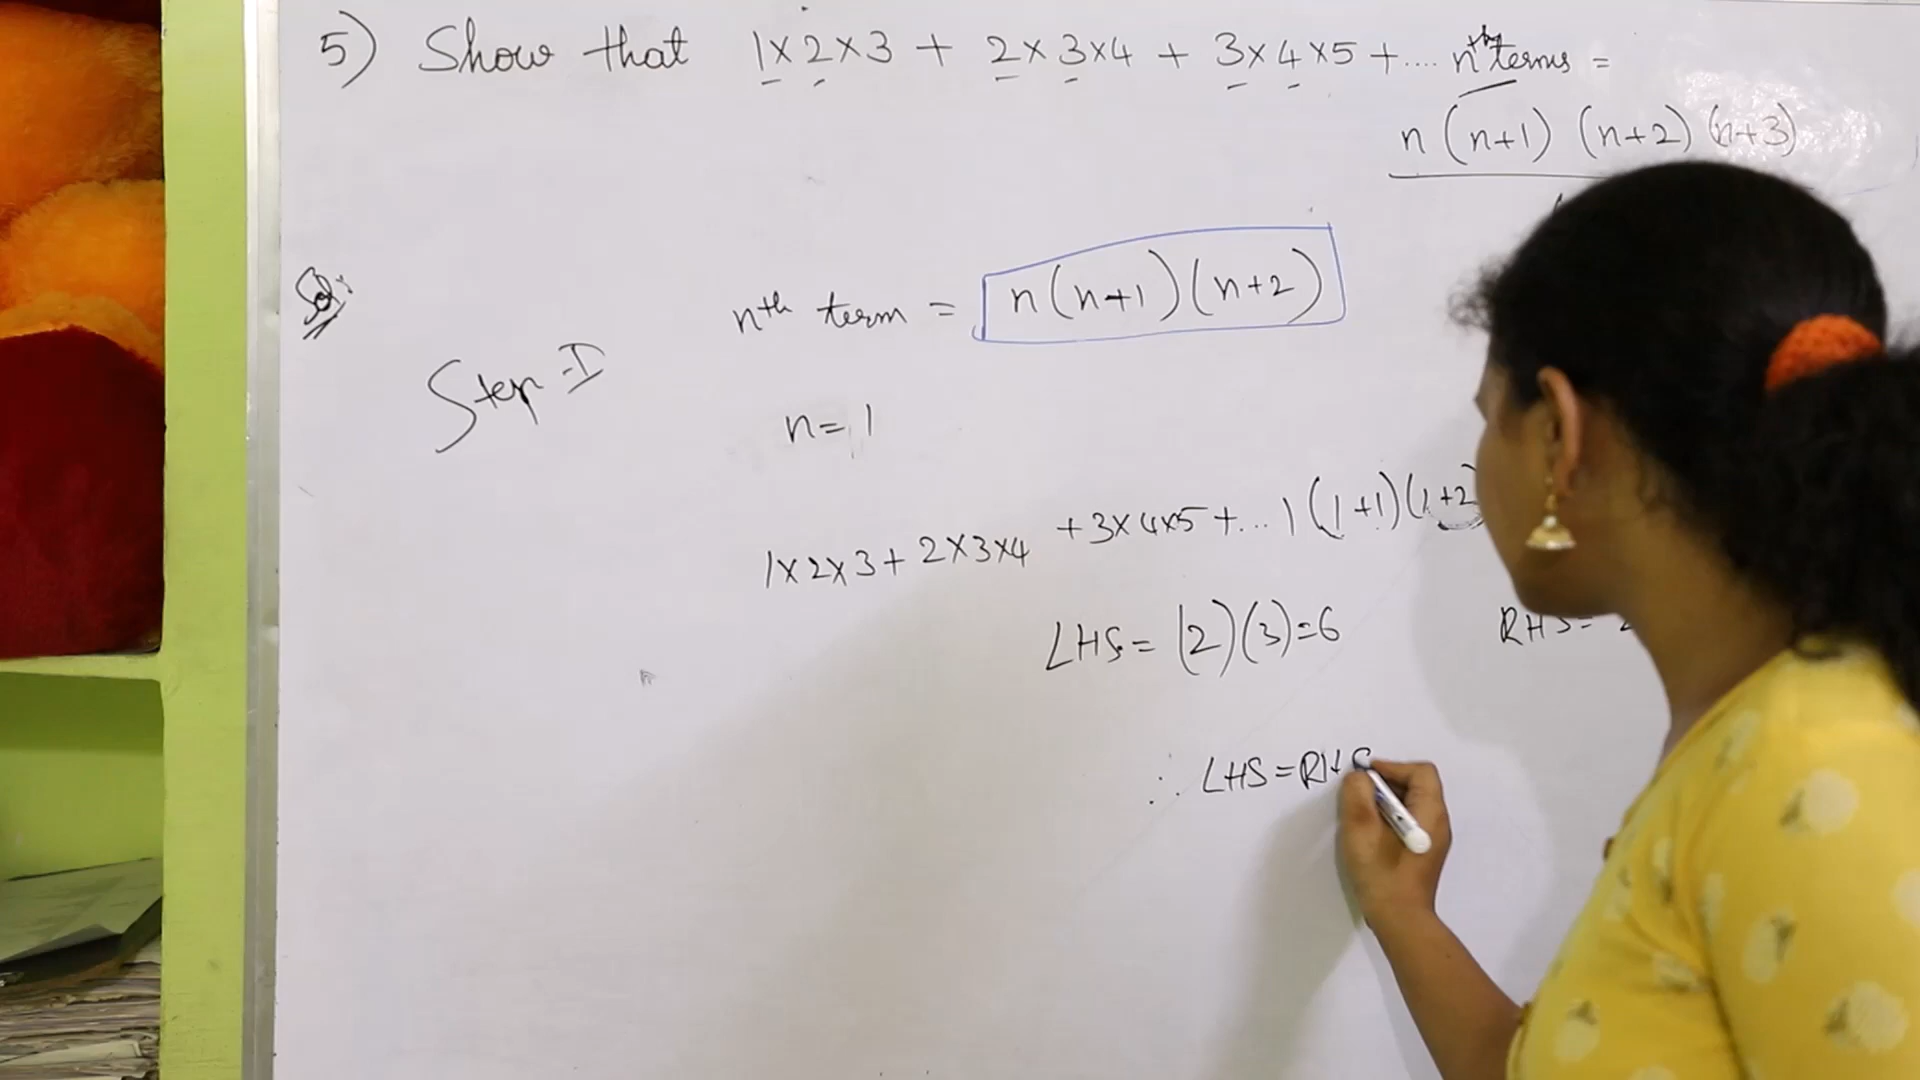 5) Show that 1×2×3 + 2×3×4 + 3×4×5 +.... nth terms =
n(n+1)(n+2)(n+3)
Sol:
nth term = n(n+1)(n+2)
Step-I
n=1
1×2×3+2×3×4+3×4×5+...1(1+1)(1+2)
LHS=(2)(3)=6 RHS=
∴ LHS=RHS